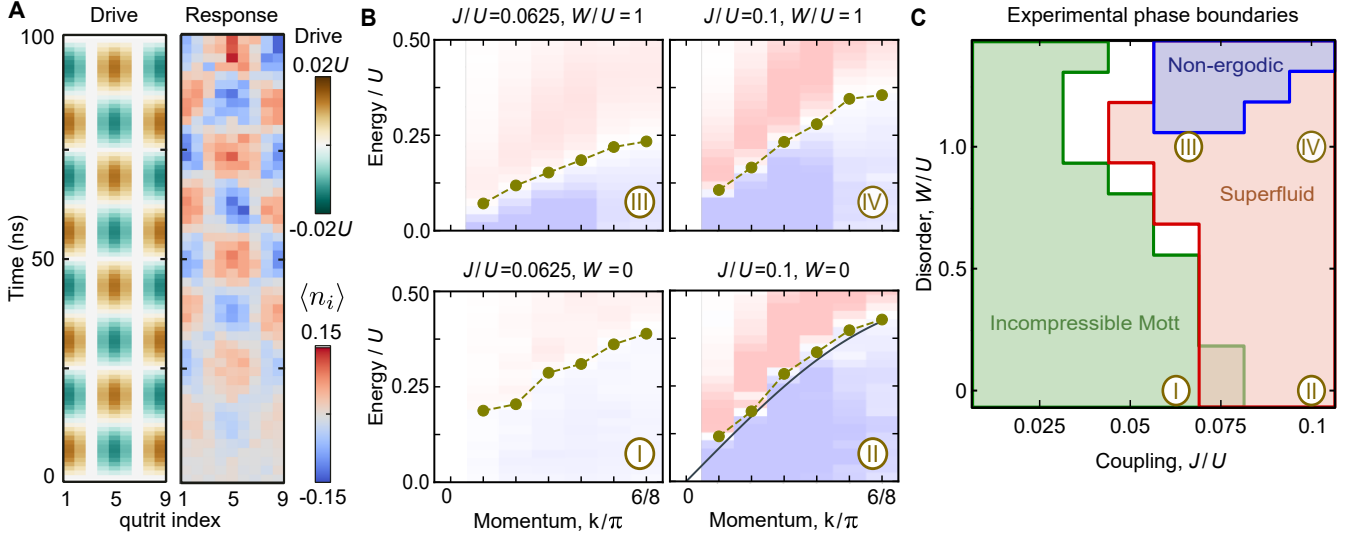 A
Drive
Response
Drive
0.02U
-0.02U
⟨n_i⟩
0.15
-0.15
100
50
0
Time (ns)
1
5
9
1
5
9
qutrit index
B
J/U=0.0625, W/U=1
J/U=0.1, W/U=1
0.50
0.25
0.0
Energy / U
III
IV
J/U=0.0625, W=0
J/U=0.1, W=0
0.50
0.25
0.0
Energy / U
I
II
0
6/8
0
6/8
Momentum, k/π
Momentum, k/π
C
Experimental phase boundaries
Non-ergodic
III
IV
Superfluid
Incompressible Mott
I
II
1.0
0.5
0
Disorder, W/U
0.025
0.05
0.075
0.1
Coupling, J/U